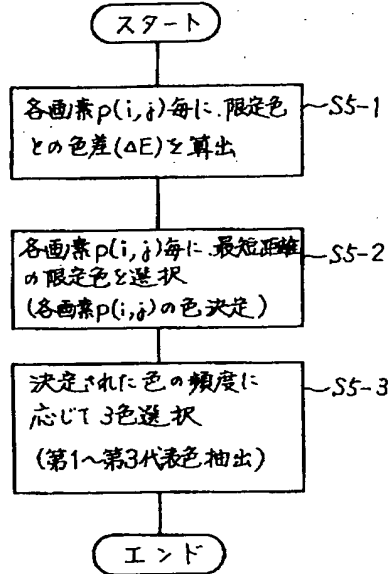 スタート
各画素p(i,j)毎に、限定色
との色差(ΔE)を算出
S5-1
各画素p(i,j)毎に、最短距離
の限定色を選択
(各画素p(i,j)の色決定)
S5-2
決定された色の頻度に
応じて3色選択
(第1〜第3代表色抽出)
S5-3
エンド